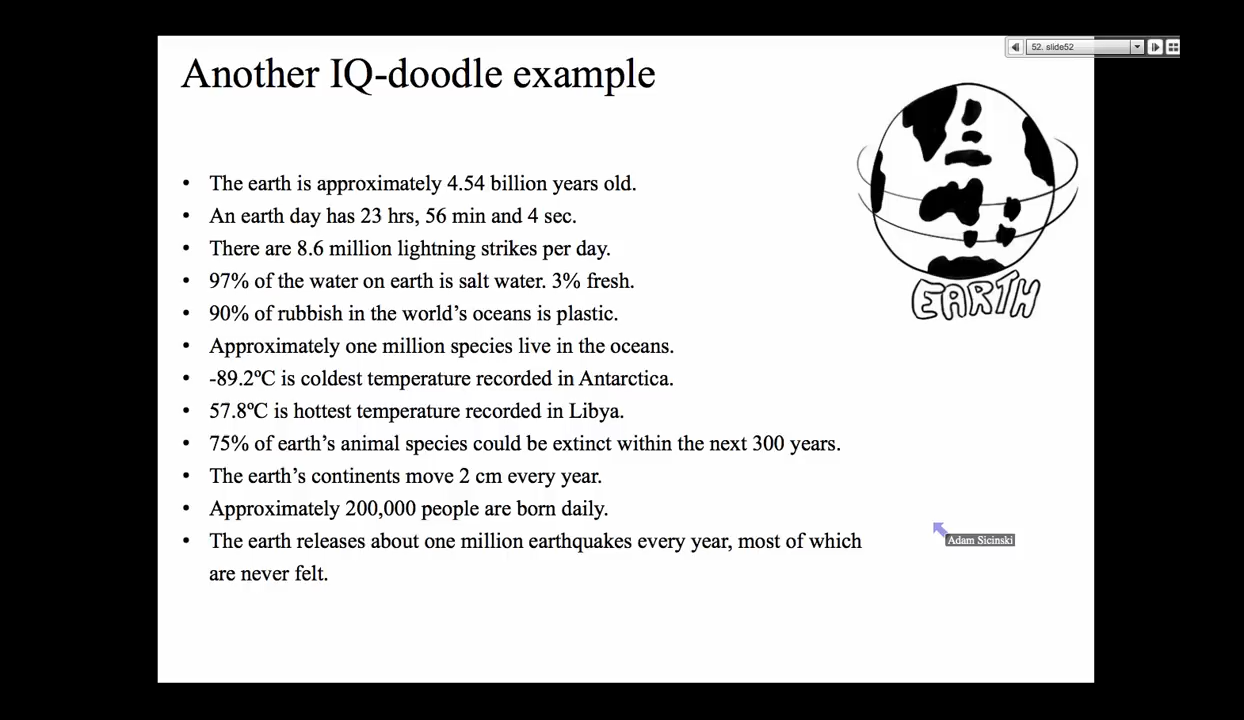 52. slide52
Another IQ-doodle example
• The earth is approximately 4.54 billion years old.
• An earth day has 23 hrs, 56 min and 4 sec.
• There are 8.6 million lightning strikes per day.
• 97% of the water on earth is salt water. 3% fresh.
• 90% of rubbish in the world’s oceans is plastic.
• Approximately one million species live in the oceans.
• -89.2ºC is coldest temperature recorded in Antarctica.
• 57.8ºC is hottest temperature recorded in Libya.
• 75% of earth’s animal species could be extinct within the next 300 years.
• The earth’s continents move 2 cm every year.
• Approximately 200,000 people are born daily.
• The earth releases about one million earthquakes every year, most of which
are never felt.
EARTH
Adam Sicinski